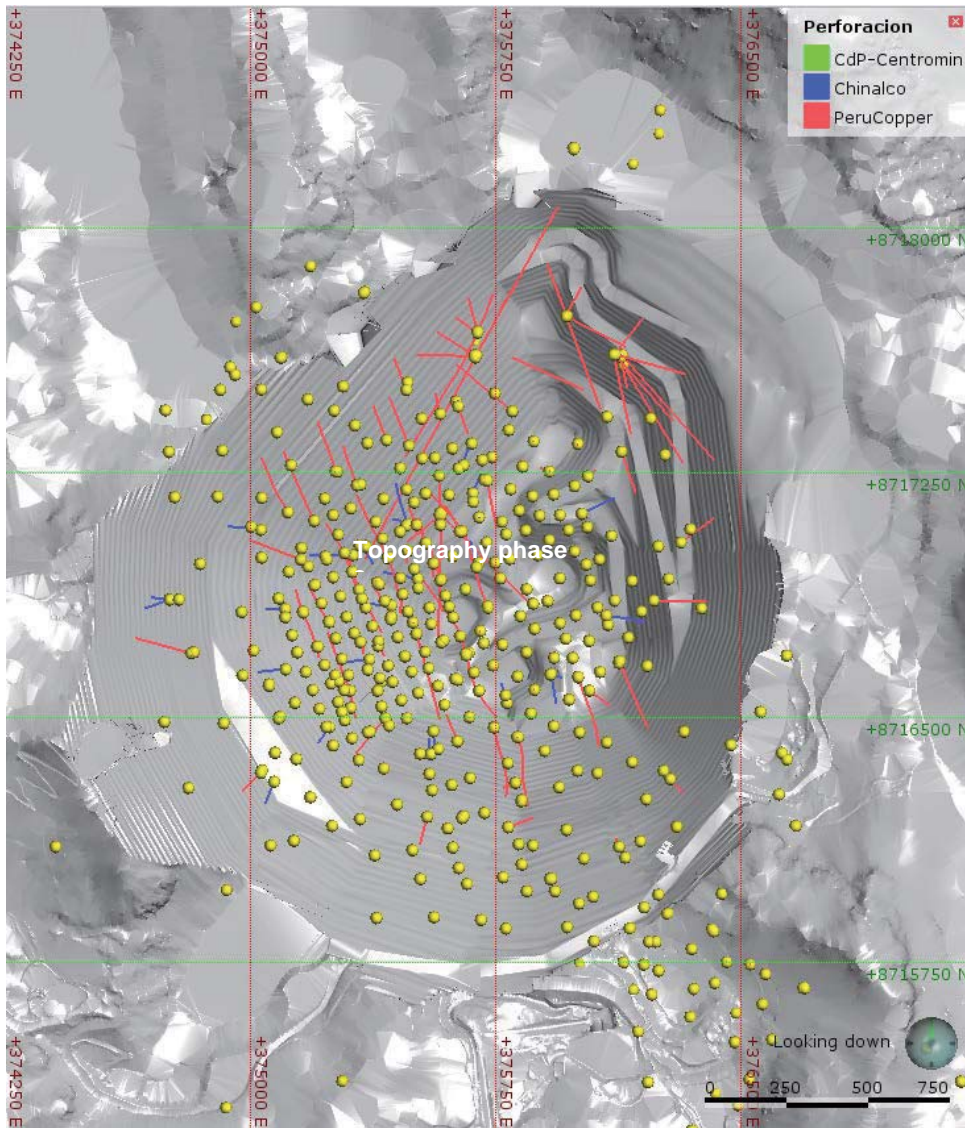 +374250 E
+375000 E
+375750 E
+376500 E
Perforacion
CdP-Centromin
Chinalco
PeruCopper
+8718000 N
+8717250 N
Topography phase
+8716500 N
+8715750 N
Looking down
+374250 E
+375000 E
+375750 E
+376500 E
0 250 500 750